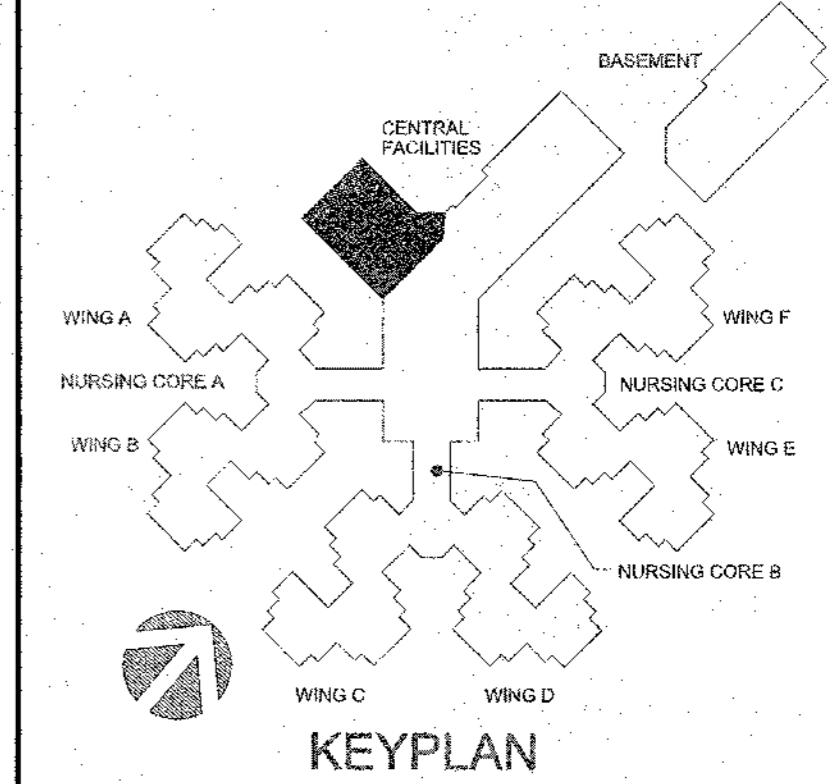 BASEMENT
CENTRAL
FACILITIES
WING A
WING F
NURSING CORE A
NURSING CORE C
WING B
WING E
NURSING CORE B
WING C
WING D
KEYPLAN